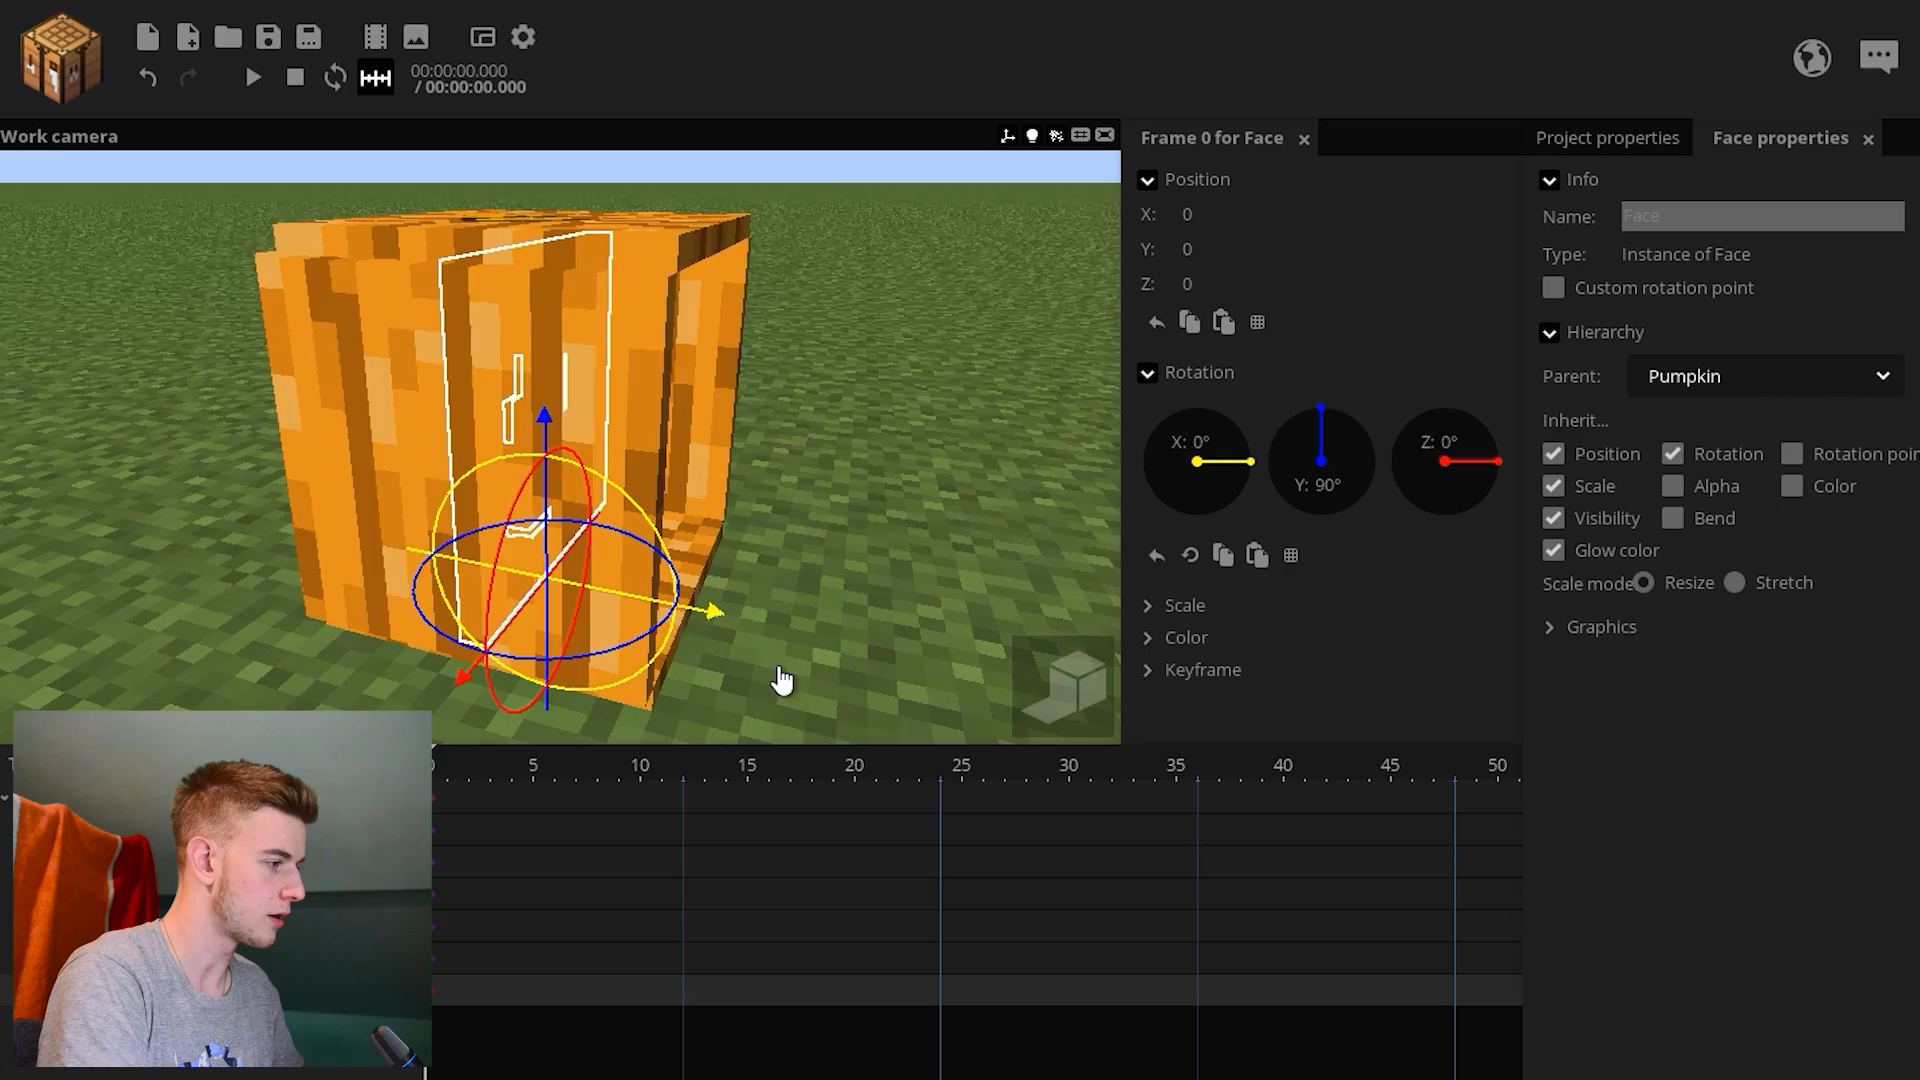 00:00:00.000
/ 00:00:00.000
Work camera
Frame 0 for Face
Project properties
Face properties
Position
X: 0
Y: 0
Z: 0
Rotation
X: 0°
Y: 90°
Z: 0°
Scale
Color
Keyframe
Info
Name: Face
Type: Instance of Face
Custom rotation point
Hierarchy
Parent: Pumpkin
Inherit...
Position Rotation Rotation poin
Scale Alpha Color
Visibility Bend
Glow color
Scale mode Resize Stretch
Graphics
5 10 15 20 25 30 35 40 45 50